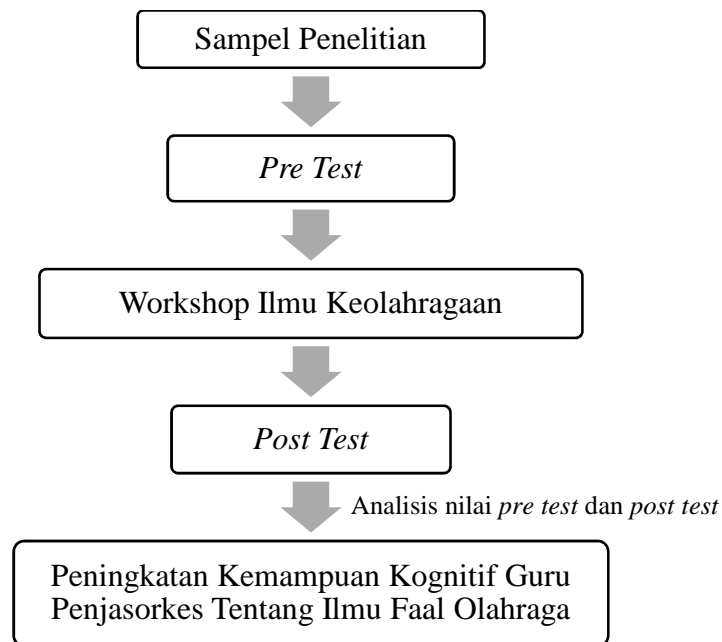 Sampel Penelitian
Pre Test
Workshop Ilmu Keolahragaan
Post Test
Analisis nilai pre test dan post test
Peningkatan Kemampuan Kognitif Guru
Penjasorkes Tentang Ilmu Faal Olahraga